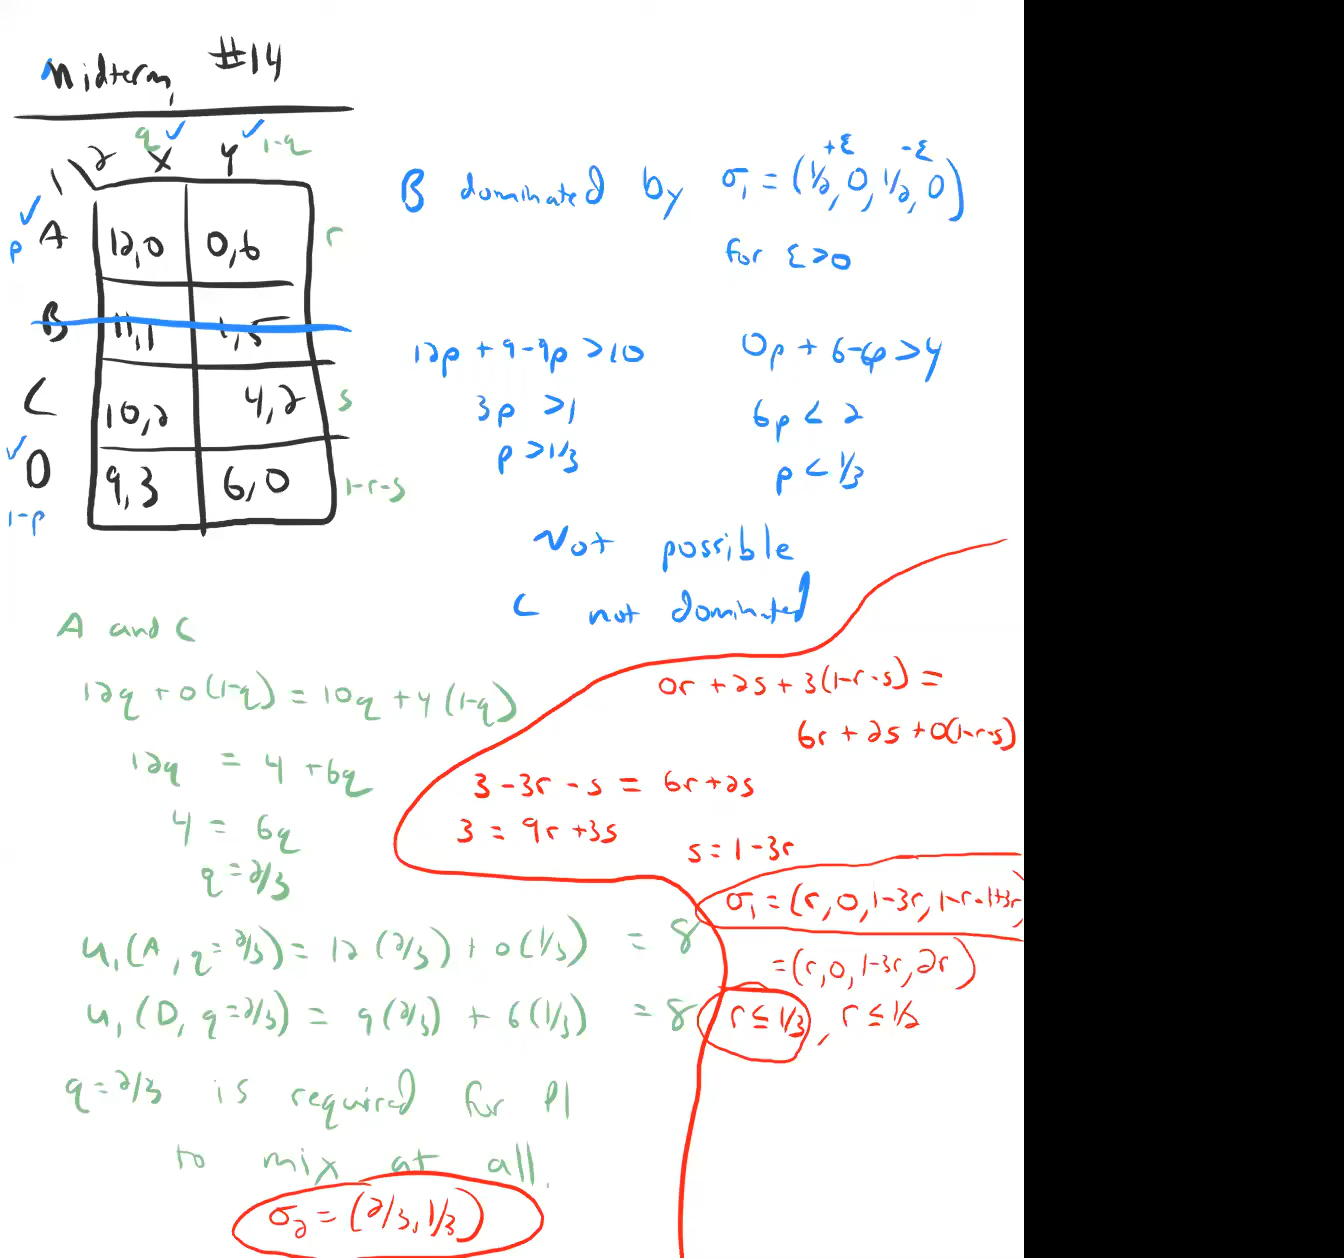 Midterm #14
q ✓ ✓ 1-q
1\2 X Y
✓ p A 12,0 0,6 r
B 11,1 1,5
C 10,2 4,2 s
✓ D 9,3 6,0 1-r-s
1-p
+ε -ε
B dominated by σ₁ = (1/2, 0, 1/2, 0)
for ε>0
12p + 9-9p >10
3p >1
p >1/3
0p + 6-6p >4
6p < 2
p < 1/3
Not possible
C not dominated
A and C
12q + 0(1-q) = 10q + 4(1-q)
12q = 4 + 6q
4 = 6q
q = 2/3
u₁(A, q=2/3) = 12(2/3) + 0(1/3) = 8
u₁(D, q=2/3) = 9(2/3) + 6(1/3) = 8
q=2/3 is required for P1
to mix at all.
σ₂ = (2/3, 1/3)
0r + 2s + 3(1-r-s) =
6r + 2s + 0(1-r-s)
3 - 3r - s = 6r + 2s
3 = 9r + 3s
s = 1-3r
σ₁ = (r, 0, 1-3r, 1-r-1+3r)
= (r, 0, 1-3r, 2r)
r ≤ 1/3, r ≤ 1/2